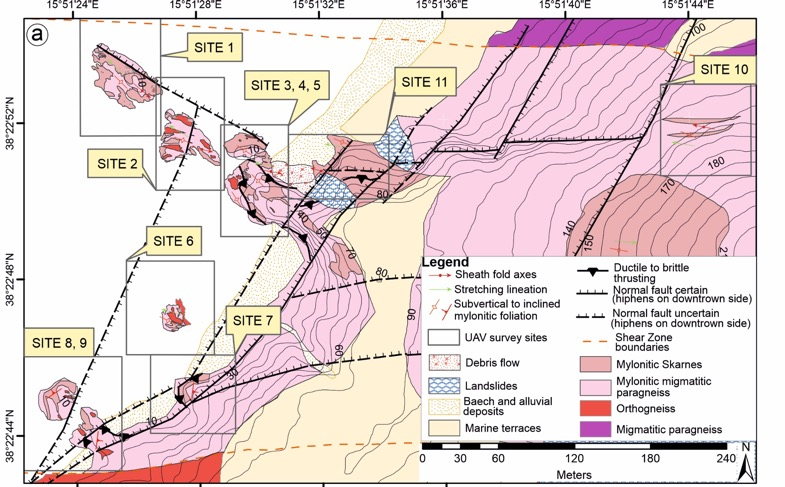 15°51'24"E 15°51'28"E 15°51'32"E 15°51'36"E 15°51'40"E 15°51'44"E
a
100
SITE 1
SITE 10
SITE 3, 4, 5
SITE 11
38°22'52"N
10
SITE 2
180
170
80
40
60
140
150
SITE 6
70
80
38°22'48"N
90
SITE 7
60
SITE 8, 9
30
10
38°22'44"N
Legend
Sheath fold axes
Stretching lineation
Subvertical to inclined
mylonitic foliation
UAV survey sites
Debris flow
Landslides
Baech and alluvial
deposits
Marine terraces
Ductile to brittle
thrusting
Normal fault certain
(hiphens on downtrown side)
Normal fault uncertain
(hiphens on downtrown side)
Shear Zone
boundaries
Mylonitic Skarnes
Mylonitic migmatitic
paragneiss
Orthogneiss
Migmatitic paragneiss
0 30 60 120 180 240
Meters
N